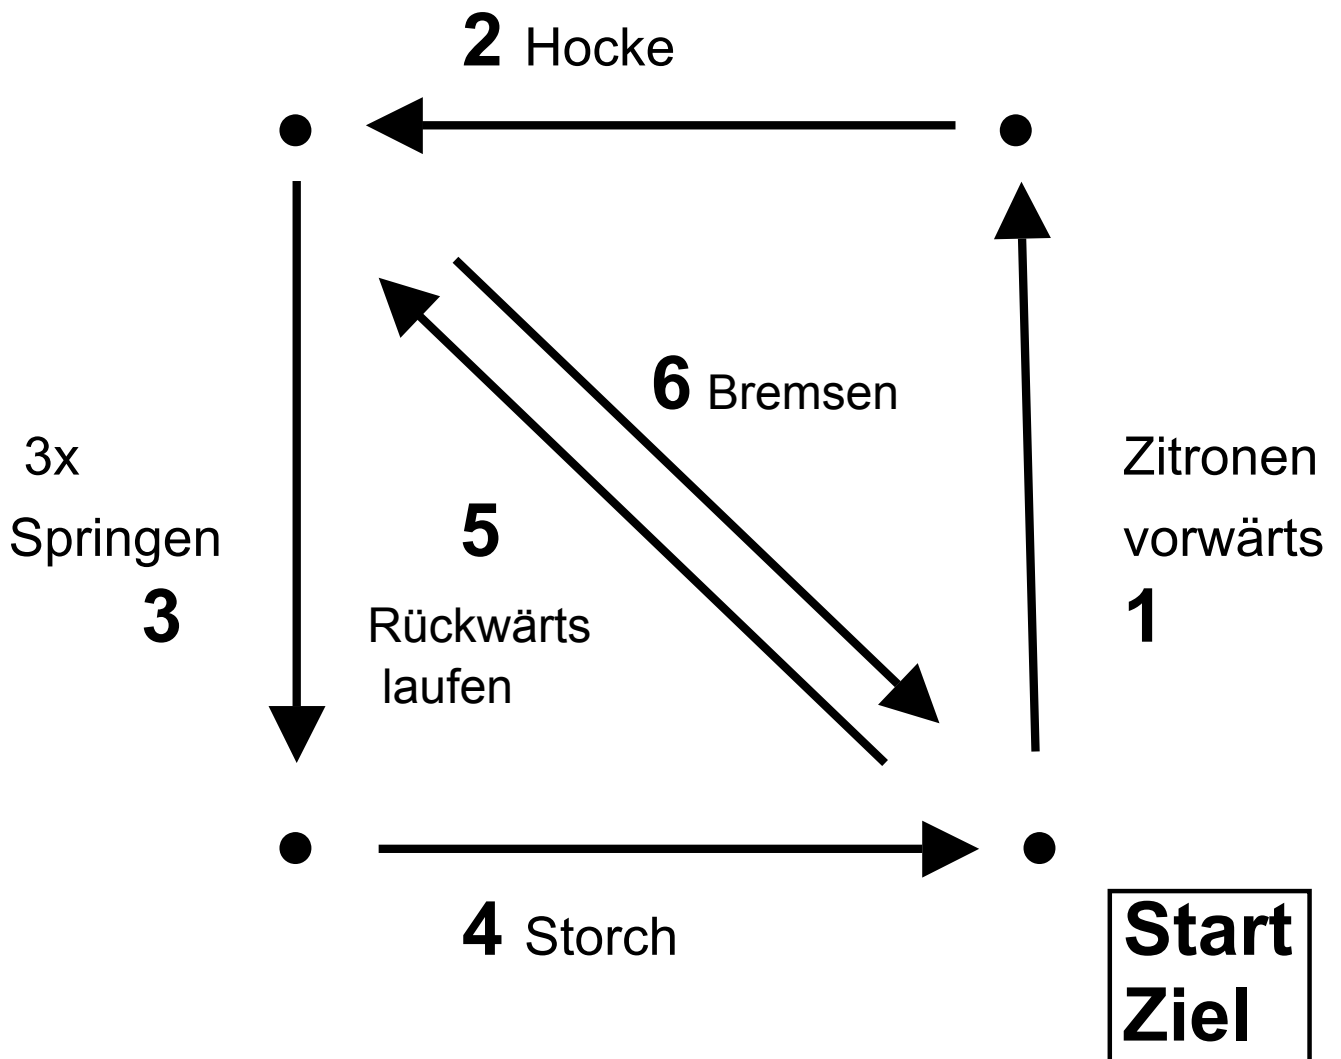 2 Hocke
6 Bremsen
3x
Springen
3
5
Rückwärts
laufen
Zitronen
vorwärts
1
4 Storch
Start
Ziel